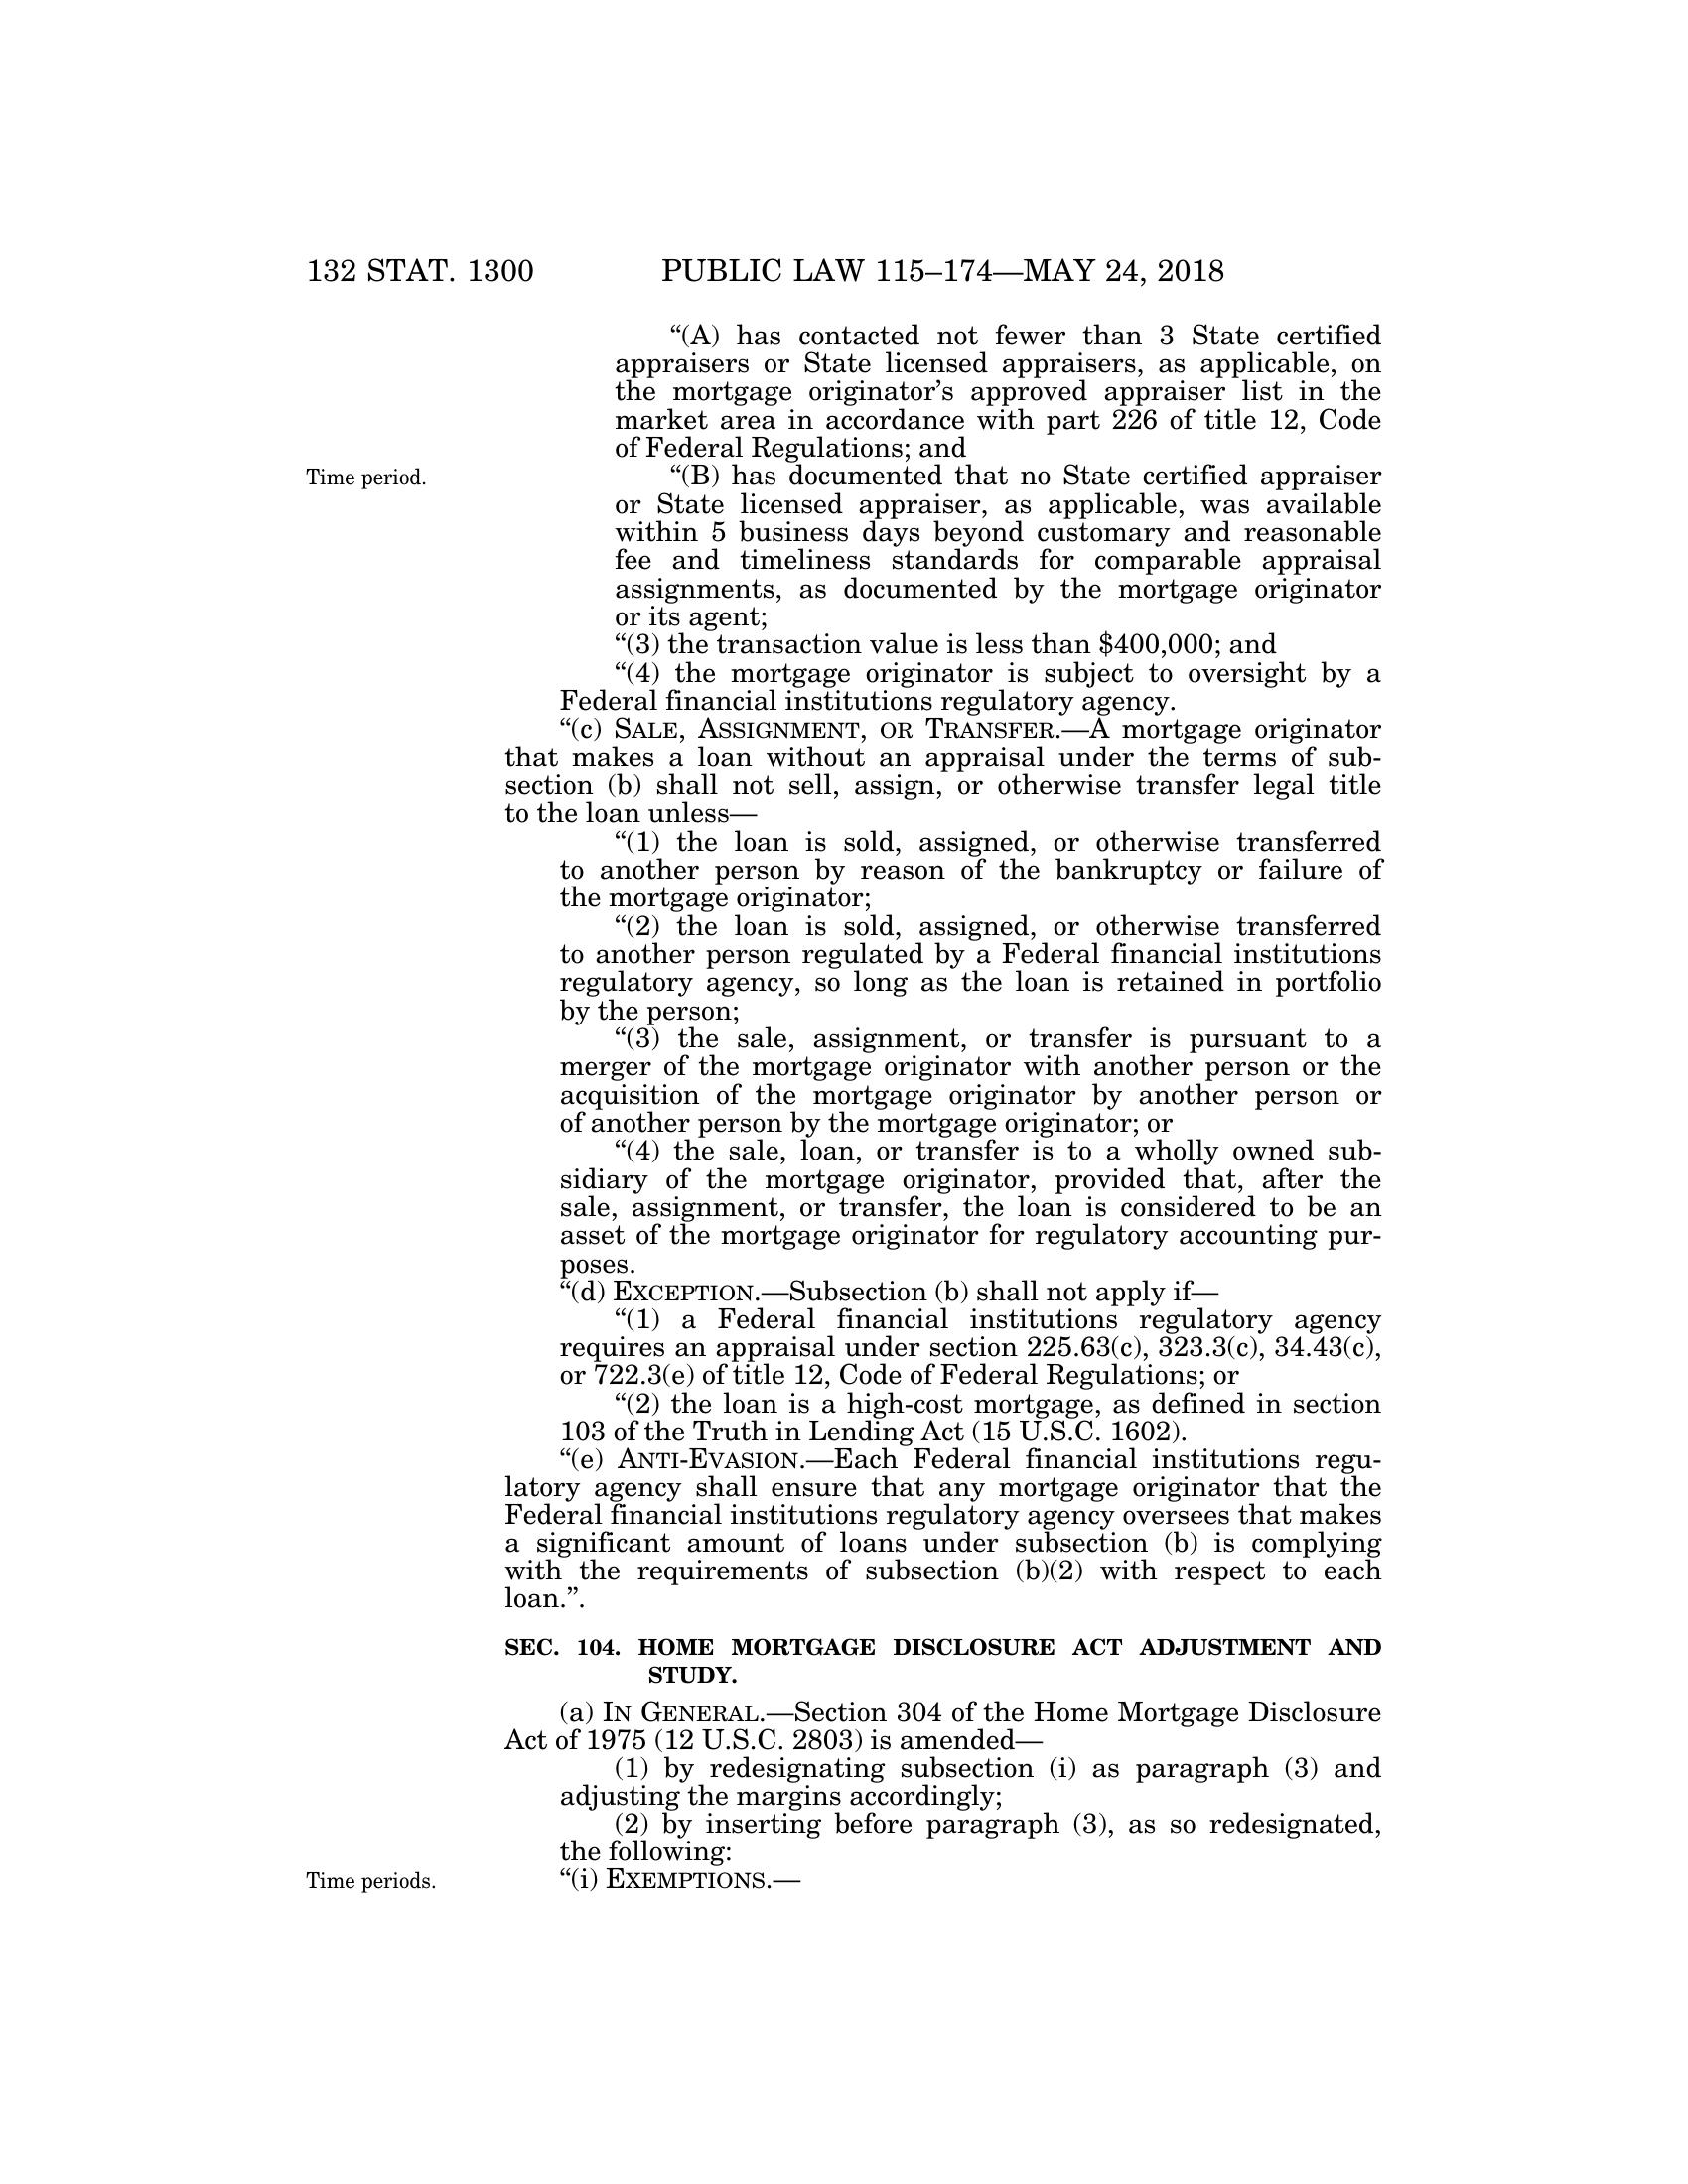 132 STAT. 1300 PUBLIC LAW 115–174—MAY 24, 2018
“(A) has contacted not fewer than 3 State certified
appraisers or State licensed appraisers, as applicable, on
the mortgage originator’s approved appraiser list in the
market area in accordance with part 226 of title 12, Code
of Federal Regulations; and
Time period.
“(B) has documented that no State certified appraiser
or State licensed appraiser, as applicable, was available
within 5 business days beyond customary and reasonable
fee and timeliness standards for comparable appraisal
assignments, as documented by the mortgage originator
or its agent;
“(3) the transaction value is less than $400,000; and
“(4) the mortgage originator is subject to oversight by a
Federal financial institutions regulatory agency.
“(c) SALE, ASSIGNMENT, OR TRANSFER.—A mortgage originator
that makes a loan without an appraisal under the terms of sub-
section (b) shall not sell, assign, or otherwise transfer legal title
to the loan unless—
“(1) the loan is sold, assigned, or otherwise transferred
to another person by reason of the bankruptcy or failure of
the mortgage originator;
“(2) the loan is sold, assigned, or otherwise transferred
to another person regulated by a Federal financial institutions
regulatory agency, so long as the loan is retained in portfolio
by the person;
“(3) the sale, assignment, or transfer is pursuant to a
merger of the mortgage originator with another person or the
acquisition of the mortgage originator by another person or
of another person by the mortgage originator; or
“(4) the sale, loan, or transfer is to a wholly owned sub-
sidiary of the mortgage originator, provided that, after the
sale, assignment, or transfer, the loan is considered to be an
asset of the mortgage originator for regulatory accounting pur-
poses.
“(d) EXCEPTION.—Subsection (b) shall not apply if—
“(1) a Federal financial institutions regulatory agency
requires an appraisal under section 225.63(c), 323.3(c), 34.43(c),
or 722.3(e) of title 12, Code of Federal Regulations; or
“(2) the loan is a high-cost mortgage, as defined in section
103 of the Truth in Lending Act (15 U.S.C. 1602).
“(e) ANTI-EVASION.—Each Federal financial institutions regu-
latory agency shall ensure that any mortgage originator that the
Federal financial institutions regulatory agency oversees that makes
a significant amount of loans under subsection (b) is complying
with the requirements of subsection (b)(2) with respect to each
loan.”.
SEC. 104. HOME MORTGAGE DISCLOSURE ACT ADJUSTMENT AND
STUDY.
(a) IN GENERAL.—Section 304 of the Home Mortgage Disclosure
Act of 1975 (12 U.S.C. 2803) is amended—
(1) by redesignating subsection (i) as paragraph (3) and
adjusting the margins accordingly;
(2) by inserting before paragraph (3), as so redesignated,
the following:
Time periods.
“(i) EXEMPTIONS.—